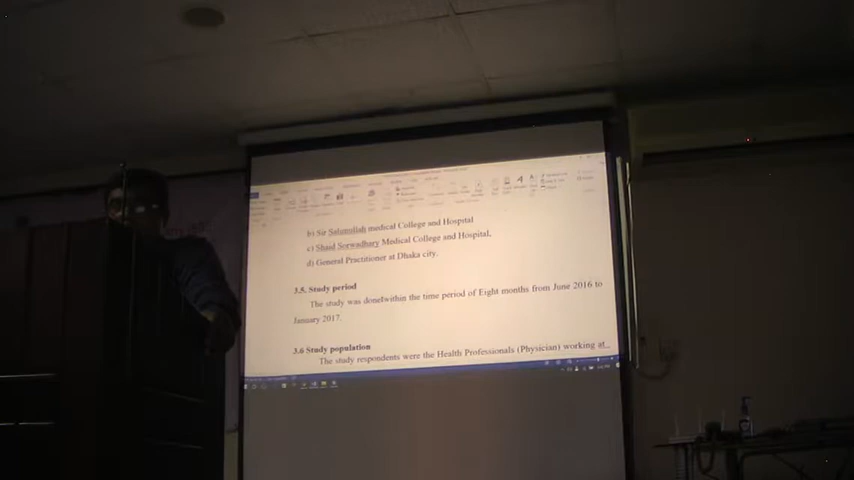 b) Sir Salimullah medical College and Hospital
c) Shaid Sorwadhary Medical College and Hospital,
d) General Practitioner at Dhaka city.
3.5. Study period
The study was done within the time period of Eight months from June 2016 to
January 2017.
3.6 Study population
The study respondents were the Health Professionals (Physician) working at